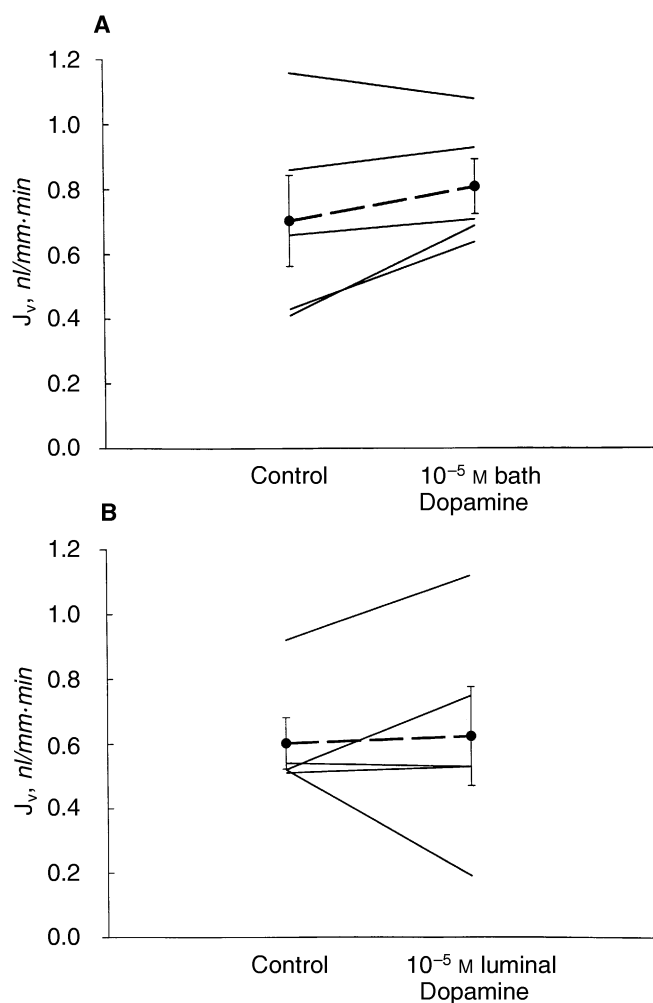 A
1.2
1.0
0.8
0.6
0.4
0.2
0.0
Jᵥ, nl/mm·min
Control
10⁻⁵ M bath
Dopamine
B
1.2
1.0
0.8
0.6
0.4
0.2
0.0
Jᵥ, nl/mm·min
Control
10⁻⁵ M luminal
Dopamine